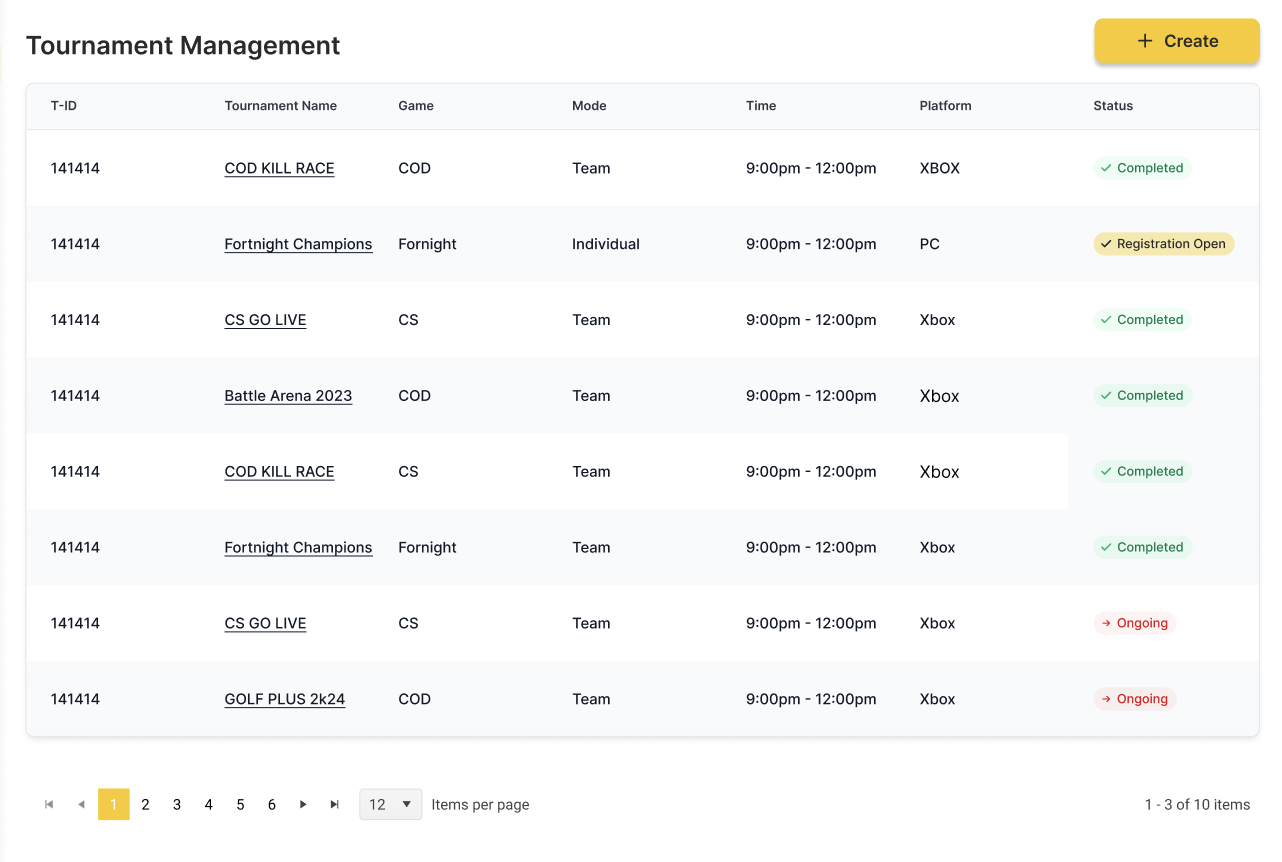 Tournament Management
+ Create
T-ID Tournament Name Game Mode Time Platform Status
141414 COD KILL RACE COD Team 9:00pm - 12:00pm XBOX Completed
141414 Fortnight Champions Fornight Individual 9:00pm - 12:00pm PC Registration Open
141414 CS GO LIVE CS Team 9:00pm - 12:00pm Xbox Completed
141414 Battle Arena 2023 COD Team 9:00pm - 12:00pm Xbox Completed
141414 COD KILL RACE CS Team 9:00pm - 12:00pm Xbox Completed
141414 Fortnight Champions Fornight Team 9:00pm - 12:00pm Xbox Completed
141414 CS GO LIVE CS Team 9:00pm - 12:00pm Xbox Ongoing
141414 GOLF PLUS 2k24 COD Team 9:00pm - 12:00pm Xbox Ongoing
1 2 3 4 5 6 12 Items per page 1 - 3 of 10 items